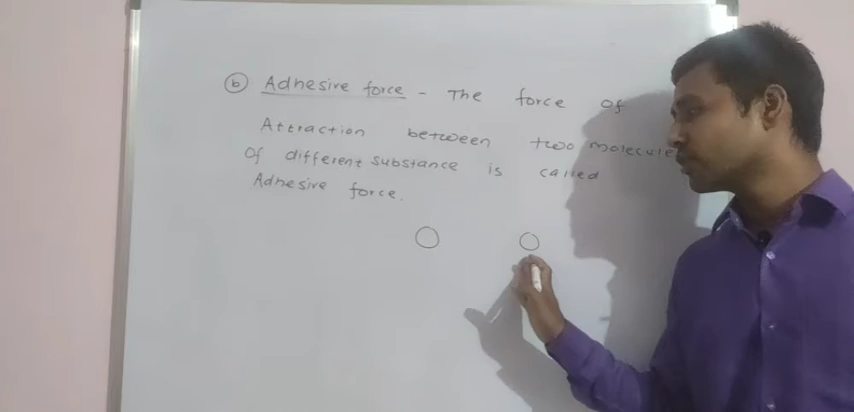 (b) Adhesive force - The force of
Attraction between two molecule
Of different substance is called
Adhesive force.